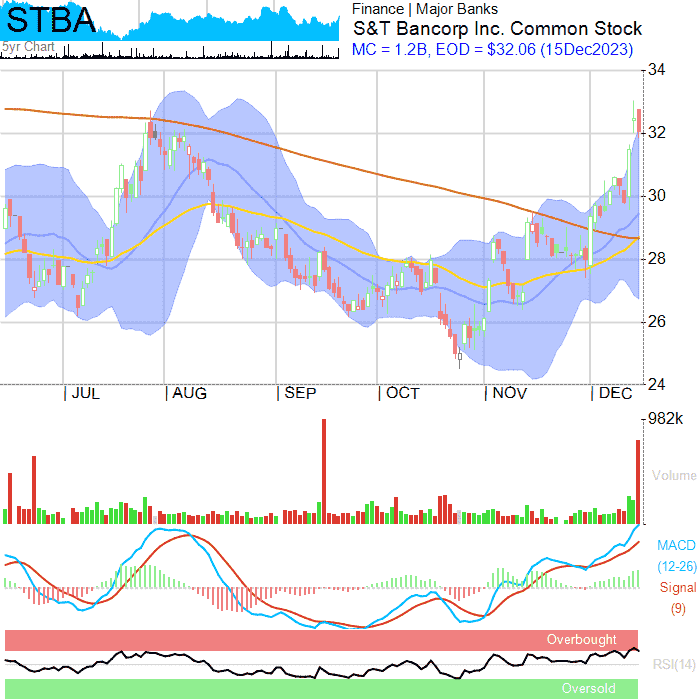 STBA
5yr Chart
Finance | Major Banks
S&T Bancorp Inc. Common Stock
MC = 1.2B, EOD = $32.06 (15Dec2023)
34
32
30
28
26
24
| JUL | AUG | SEP | OCT | NOV | DEC
982k
Volume
MACD
(12-26)
Signal
(9)
Overbought
RSI(14)
Oversold